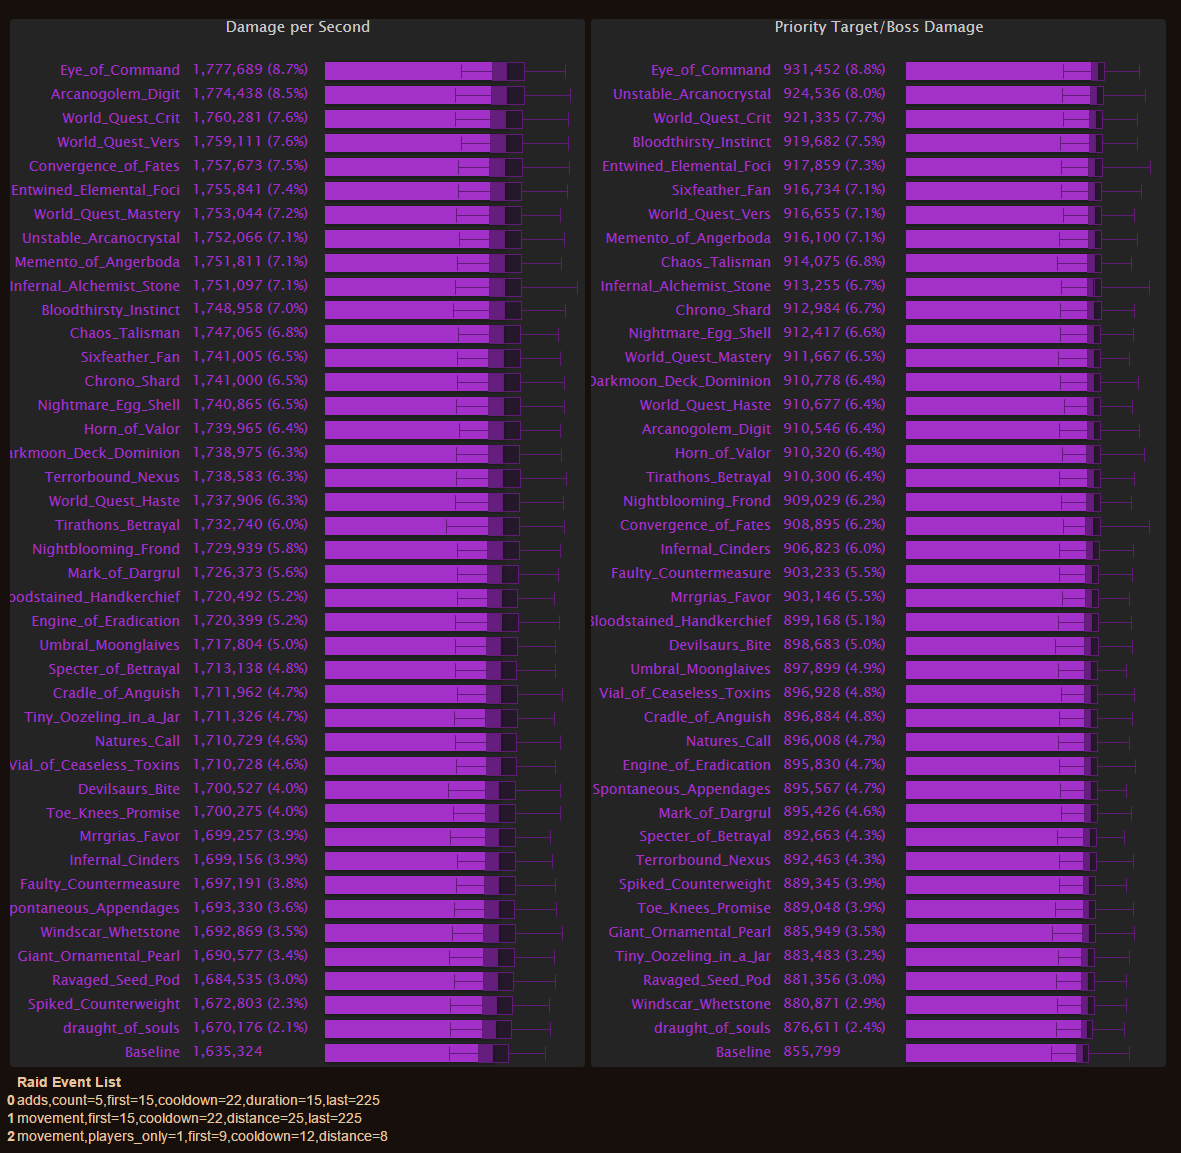 Damage per Second
Eye_of_Command 1,777,689 (8.7%)
Arcanogolem_Digit 1,774,438 (8.5%)
World_Quest_Crit 1,760,281 (7.6%)
World_Quest_Vers 1,759,111 (7.6%)
Convergence_of_Fates 1,757,673 (7.5%)
Entwined_Elemental_Foci 1,755,841 (7.4%)
World_Quest_Mastery 1,753,044 (7.2%)
Unstable_Arcanocrystal 1,752,066 (7.1%)
Memento_of_Angerboda 1,751,811 (7.1%)
Infernal_Alchemist_Stone 1,751,097 (7.1%)
Bloodthirsty_Instinct 1,748,958 (7.0%)
Chaos_Talisman 1,747,065 (6.8%)
Sixfeather_Fan 1,741,005 (6.5%)
Chrono_Shard 1,741,000 (6.5%)
Nightmare_Egg_Shell 1,740,865 (6.5%)
Horn_of_Valor 1,739,965 (6.4%)
arkmoon_Deck_Dominion 1,738,975 (6.3%)
Terrorbound_Nexus 1,738,583 (6.3%)
World_Quest_Haste 1,737,906 (6.3%)
Tirathons_Betrayal 1,732,740 (6.0%)
Nightblooming_Frond 1,729,939 (5.8%)
Mark_of_Dargrul 1,726,373 (5.6%)
oodstained_Handkerchief 1,720,492 (5.2%)
Engine_of_Eradication 1,720,399 (5.2%)
Umbral_Moonglaives 1,717,804 (5.0%)
Specter_of_Betrayal 1,713,138 (4.8%)
Cradle_of_Anguish 1,711,962 (4.7%)
Tiny_Oozeling_in_a_Jar 1,711,326 (4.7%)
Natures_Call 1,710,729 (4.6%)
Vial_of_Ceaseless_Toxins 1,710,728 (4.6%)
Devilsaurs_Bite 1,700,527 (4.0%)
Toe_Knees_Promise 1,700,275 (4.0%)
Mrrgrias_Favor 1,699,257 (3.9%)
Infernal_Cinders 1,699,156 (3.9%)
Faulty_Countermeasure 1,697,191 (3.8%)
pontaneous_Appendages 1,693,330 (3.6%)
Windscar_Whetstone 1,692,869 (3.5%)
Giant_Ornamental_Pearl 1,690,577 (3.4%)
Ravaged_Seed_Pod 1,684,535 (3.0%)
Spiked_Counterweight 1,672,803 (2.3%)
draught_of_souls 1,670,176 (2.1%)
Baseline 1,635,324
Priority Target/Boss Damage
Eye_of_Command 931,452 (8.8%)
Unstable_Arcanocrystal 924,536 (8.0%)
World_Quest_Crit 921,335 (7.7%)
Bloodthirsty_Instinct 919,682 (7.5%)
Entwined_Elemental_Foci 917,859 (7.3%)
Sixfeather_Fan 916,734 (7.1%)
World_Quest_Vers 916,655 (7.1%)
Memento_of_Angerboda 916,100 (7.1%)
Chaos_Talisman 914,075 (6.8%)
Infernal_Alchemist_Stone 913,255 (6.7%)
Chrono_Shard 912,984 (6.7%)
Nightmare_Egg_Shell 912,417 (6.6%)
World_Quest_Mastery 911,667 (6.5%)
Darkmoon_Deck_Dominion 910,778 (6.4%)
World_Quest_Haste 910,677 (6.4%)
Arcanogolem_Digit 910,546 (6.4%)
Horn_of_Valor 910,320 (6.4%)
Tirathons_Betrayal 910,300 (6.4%)
Nightblooming_Frond 909,029 (6.2%)
Convergence_of_Fates 908,895 (6.2%)
Infernal_Cinders 906,823 (6.0%)
Faulty_Countermeasure 903,233 (5.5%)
Mrrgrias_Favor 903,146 (5.5%)
Bloodstained_Handkerchief 899,168 (5.1%)
Devilsaurs_Bite 898,683 (5.0%)
Umbral_Moonglaives 897,899 (4.9%)
Vial_of_Ceaseless_Toxins 896,928 (4.8%)
Cradle_of_Anguish 896,884 (4.8%)
Natures_Call 896,008 (4.7%)
Engine_of_Eradication 895,830 (4.7%)
Spontaneous_Appendages 895,567 (4.7%)
Mark_of_Dargrul 895,426 (4.6%)
Specter_of_Betrayal 892,663 (4.3%)
Terrorbound_Nexus 892,463 (4.3%)
Spiked_Counterweight 889,345 (3.9%)
Toe_Knees_Promise 889,048 (3.9%)
Giant_Ornamental_Pearl 885,949 (3.5%)
Tiny_Oozeling_in_a_Jar 883,483 (3.2%)
Ravaged_Seed_Pod 881,356 (3.0%)
Windscar_Whetstone 880,871 (2.9%)
draught_of_souls 876,611 (2.4%)
Baseline 855,799
Raid Event List
0 adds,count=5,first=15,cooldown=22,duration=15,last=225
1 movement,first=15,cooldown=22,distance=25,last=225
2 movement,players_only=1,first=9,cooldown=12,distance=8